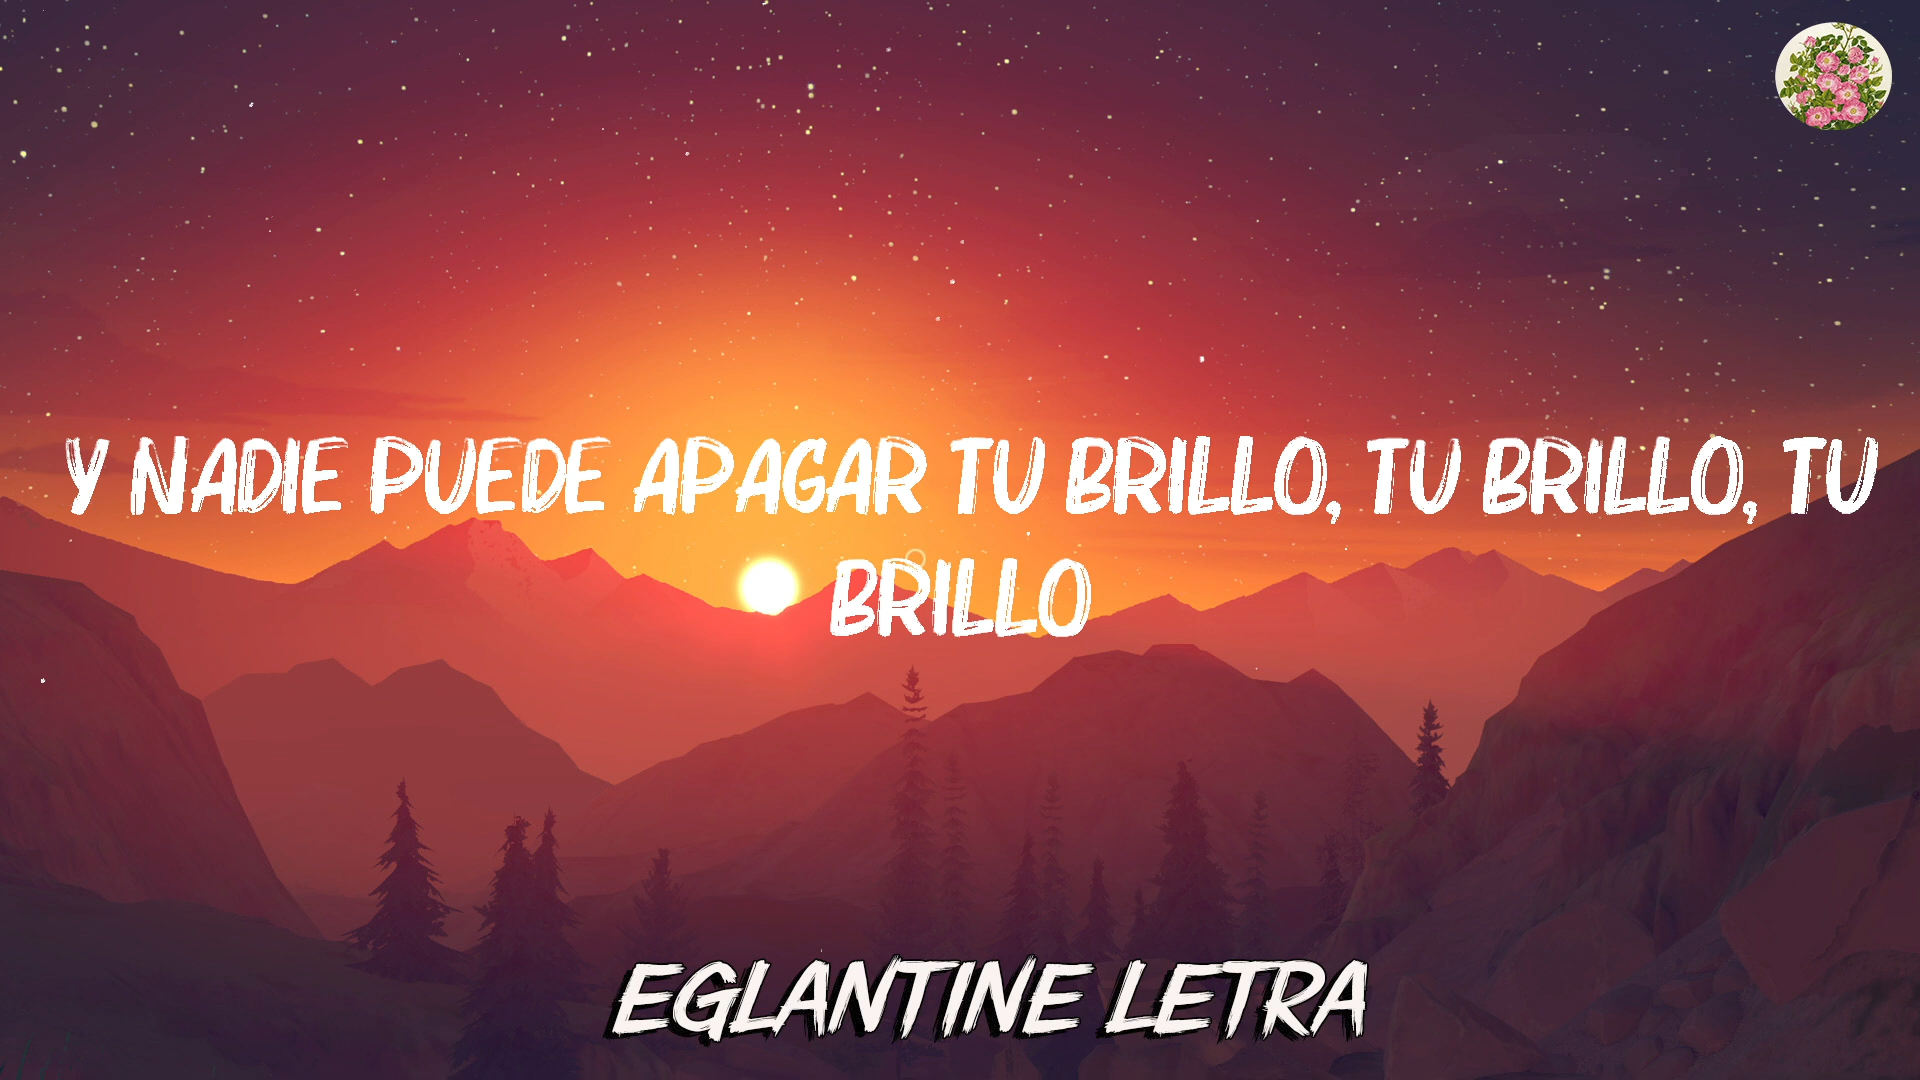 Y NADIE PUEDE APAGAR TU BRILLO, TU BRILLO, TU
BRILLO
EGLANTINE LETRA